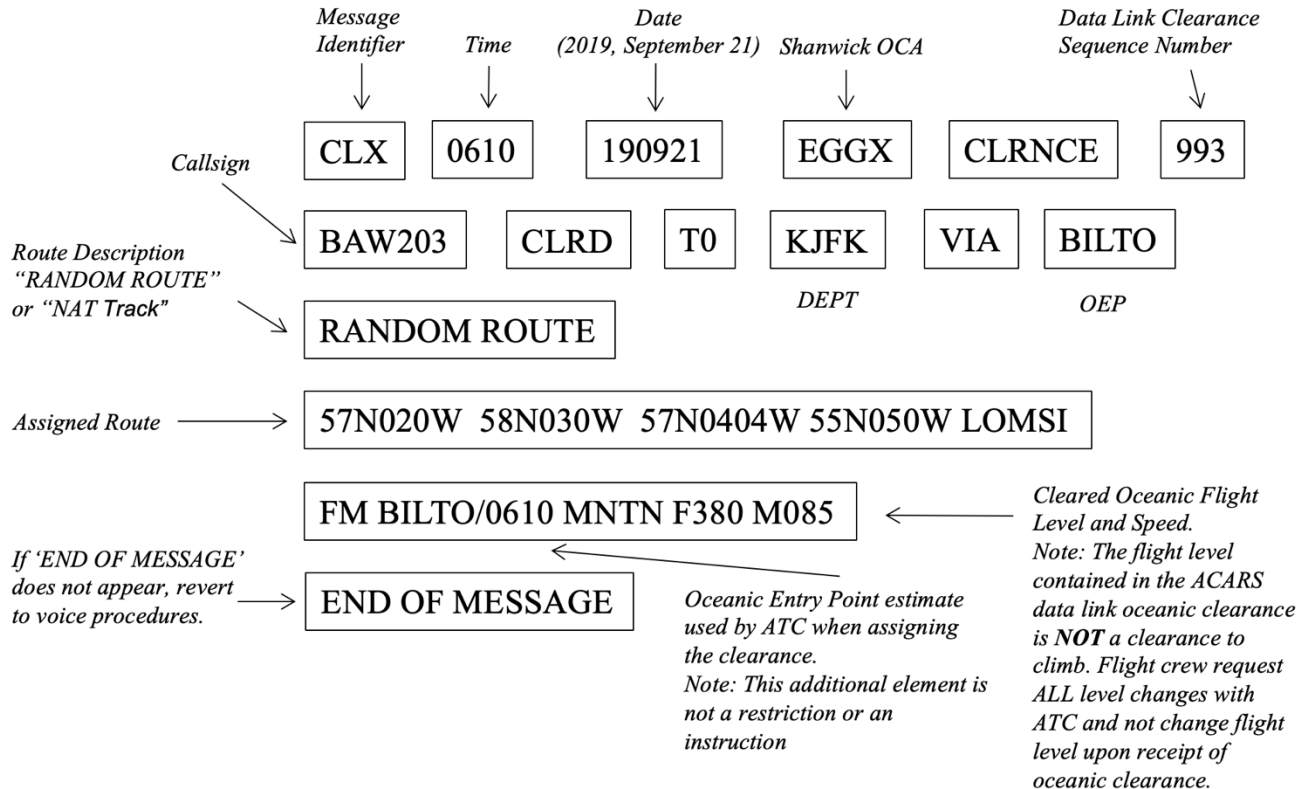 Message
Identifier
Time
Date
(2019, September 21)
Shanwick OCA
Data Link Clearance
Sequence Number
CLX 0610 190921 EGGX CLRNCE 993
Callsign
BAW203 CLRD T0 KJFK VIA BILTO
DEPT OEP
Route Description
“RANDOM ROUTE”
or “NAT Track”
RANDOM ROUTE
Assigned Route
57N020W 58N030W 57N0404W 55N050W LOMSI
FM BILTO/0610 MNTN F380 M085
Cleared Oceanic Flight
Level and Speed.
Note: The flight level
contained in the ACARS
data link oceanic clearance
is NOT a clearance to
climb. Flight crew request
ALL level changes with
ATC and not change flight
level upon receipt of
oceanic clearance.
If ‘END OF MESSAGE’
does not appear, revert
to voice procedures.
END OF MESSAGE
Oceanic Entry Point estimate
used by ATC when assigning
the clearance.
Note: This additional element is
not a restriction or an
instruction